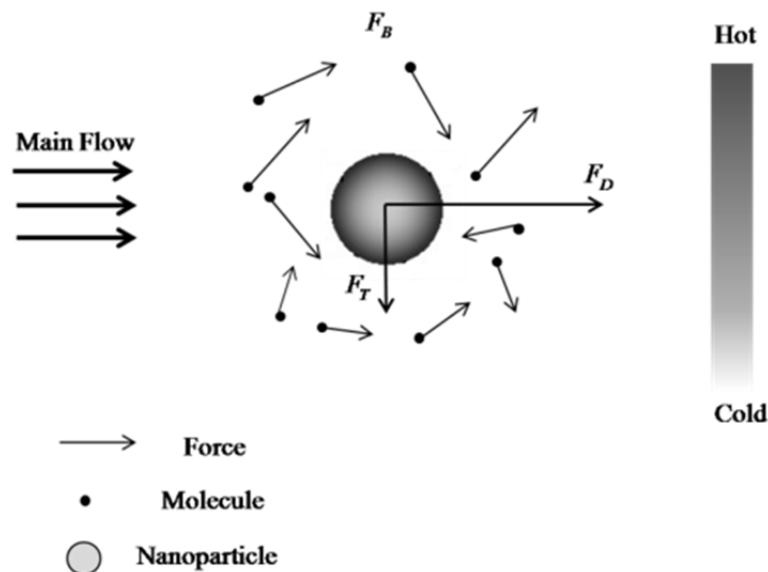 F_B
Hot
Main Flow
F_D
F_T
Cold
Force
Molecule
Nanoparticle